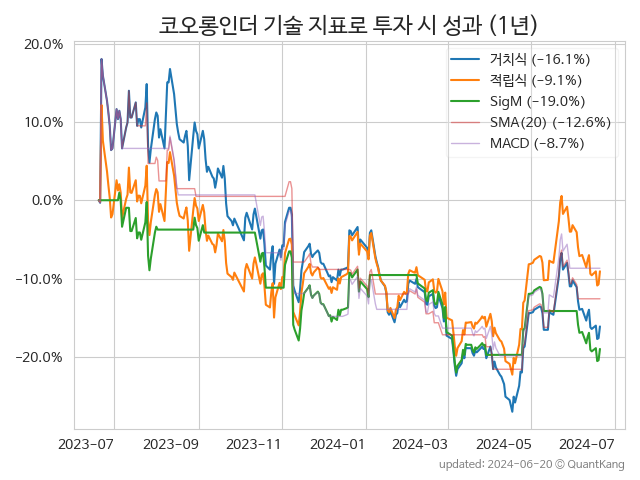 코오롱인더 기술 지표로 투자 시 성과 (1년)
20.0%
10.0%
0.0%
−10.0%
−20.0%
거치식 (−16.1%)
적립식 (−9.1%)
SigM (−19.0%)
SMA(20) (−12.6%)
MACD (−8.7%)
2023−07
2023−09
2023−11
2024−01
2024−03
2024−05
2024−07
updated: 2024−06−20 ⓒ QuantKang